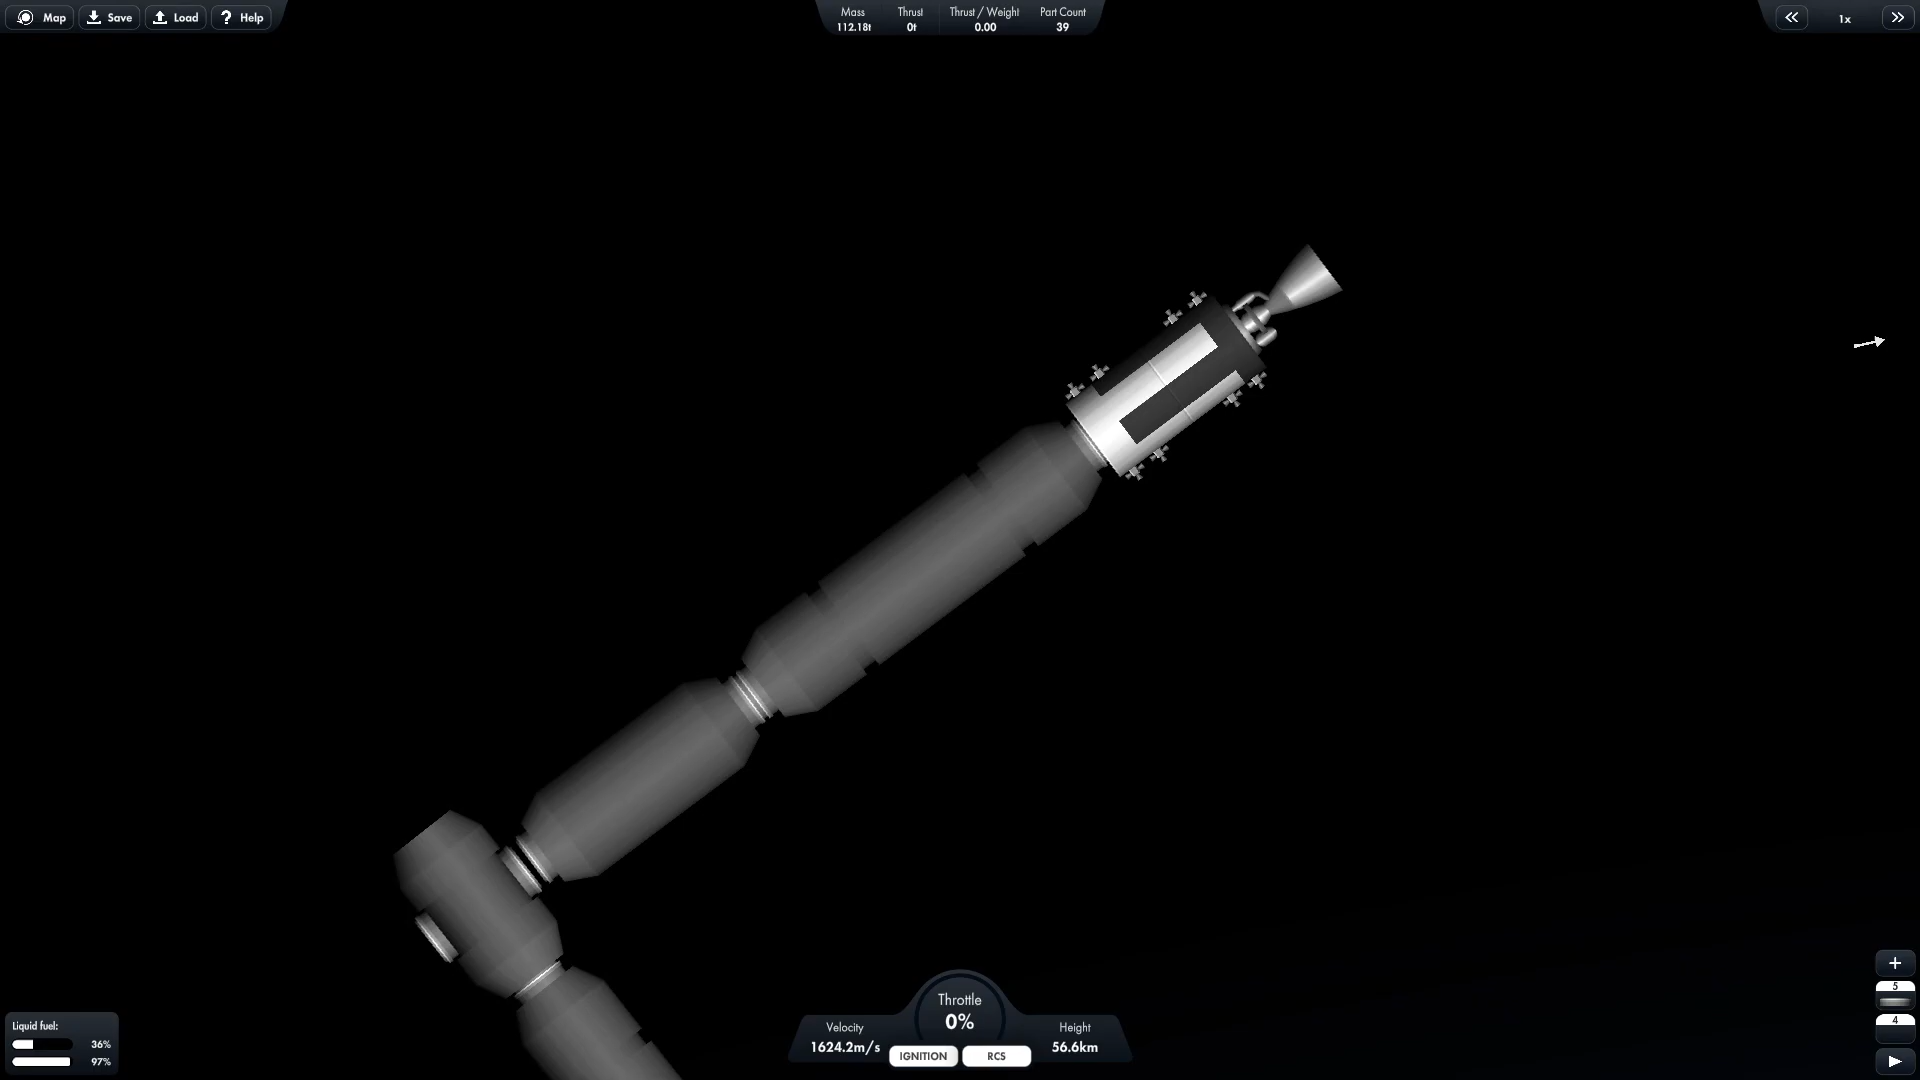 Map Save Load Help
Mass Thrust Thrust / Weight Part Count
112.18t 0t 0.00 39
1x
Liquid fuel:
36%
97%
Throttle
0%
Velocity
1624.2m/s
IGNITION RCS
Height
56.6km
5
4